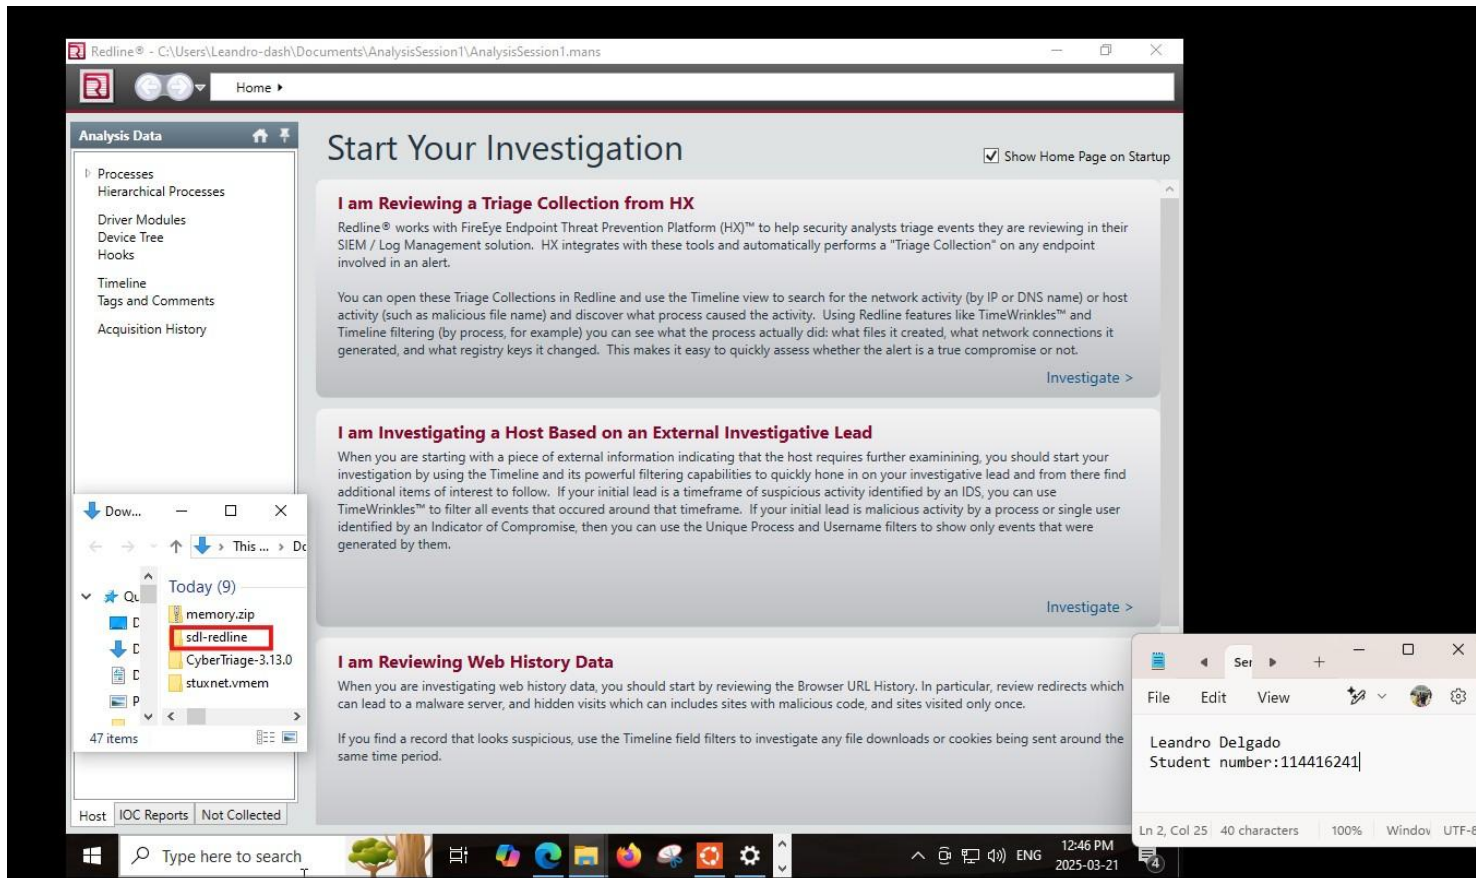 Redline® - C:\Users\Leandro-dash\Documents\AnalysisSession1\AnalysisSession1.mans
Home
Analysis Data
Processes
Hierarchical Processes
Driver Modules
Device Tree
Hooks
Timeline
Tags and Comments
Acquisition History
Start Your Investigation
Show Home Page on Startup
I am Reviewing a Triage Collection from HX
Redline® works with FireEye Endpoint Threat Prevention Platform (HX)™ to help security analysts triage events they are reviewing in their
SIEM / Log Management solution. HX integrates with these tools and automatically performs a "Triage Collection" on any endpoint
involved in an alert.
You can open these Triage Collections in Redline and use the Timeline view to search for the network activity (by IP or DNS name) or host
activity (such as malicious file name) and discover what process caused the activity. Using Redline features like TimeWrinkles™ and
Timeline filtering (by process, for example) you can see what the process actually did: what files it created, what network connections it
generated, and what registry keys it changed. This makes it easy to quickly assess whether the alert is a true compromise or not.
Investigate >
I am Investigating a Host Based on an External Investigative Lead
When you are starting with a piece of external information indicating that the host requires further examinining, you should start your
investigation by using the Timeline and its powerful filtering capabilities to quickly hone in on your investigative lead and from there find
additional items of interest to follow. If your initial lead is a timeframe of suspicious activity identified by an IDS, you can use
TimeWrinkles™ to filter all events that occured around that timeframe. If your initial lead is malicious activity by a process or single user
identified by an Indicator of Compromise, then you can use the Unique Process and Username filters to show only events that were
generated by them.
Investigate >
I am Reviewing Web History Data
When you are investigating web history data, you should start by reviewing the Browser URL History. In particular, review redirects which
can lead to a malware server, and hidden visits which can includes sites with malicious code, and sites visited only once.
If you find a record that looks suspicious, use the Timeline field filters to investigate any file downloads or cookies being sent around the
same time period.
Dow...
This ... > Do
Today (9)
Qu
D
D
D
P
memory.zip
sdl-redline
CyberTriage-3.13.0
stuxnet.vmem
47 items
Host IOC Reports Not Collected
Ser
File Edit View
Leandro Delgado
Student number:114416241
Ln 2, Col 25 40 characters 100% Window UTF-8
Type here to search
ENG
12:46 PM
2025-03-21
4